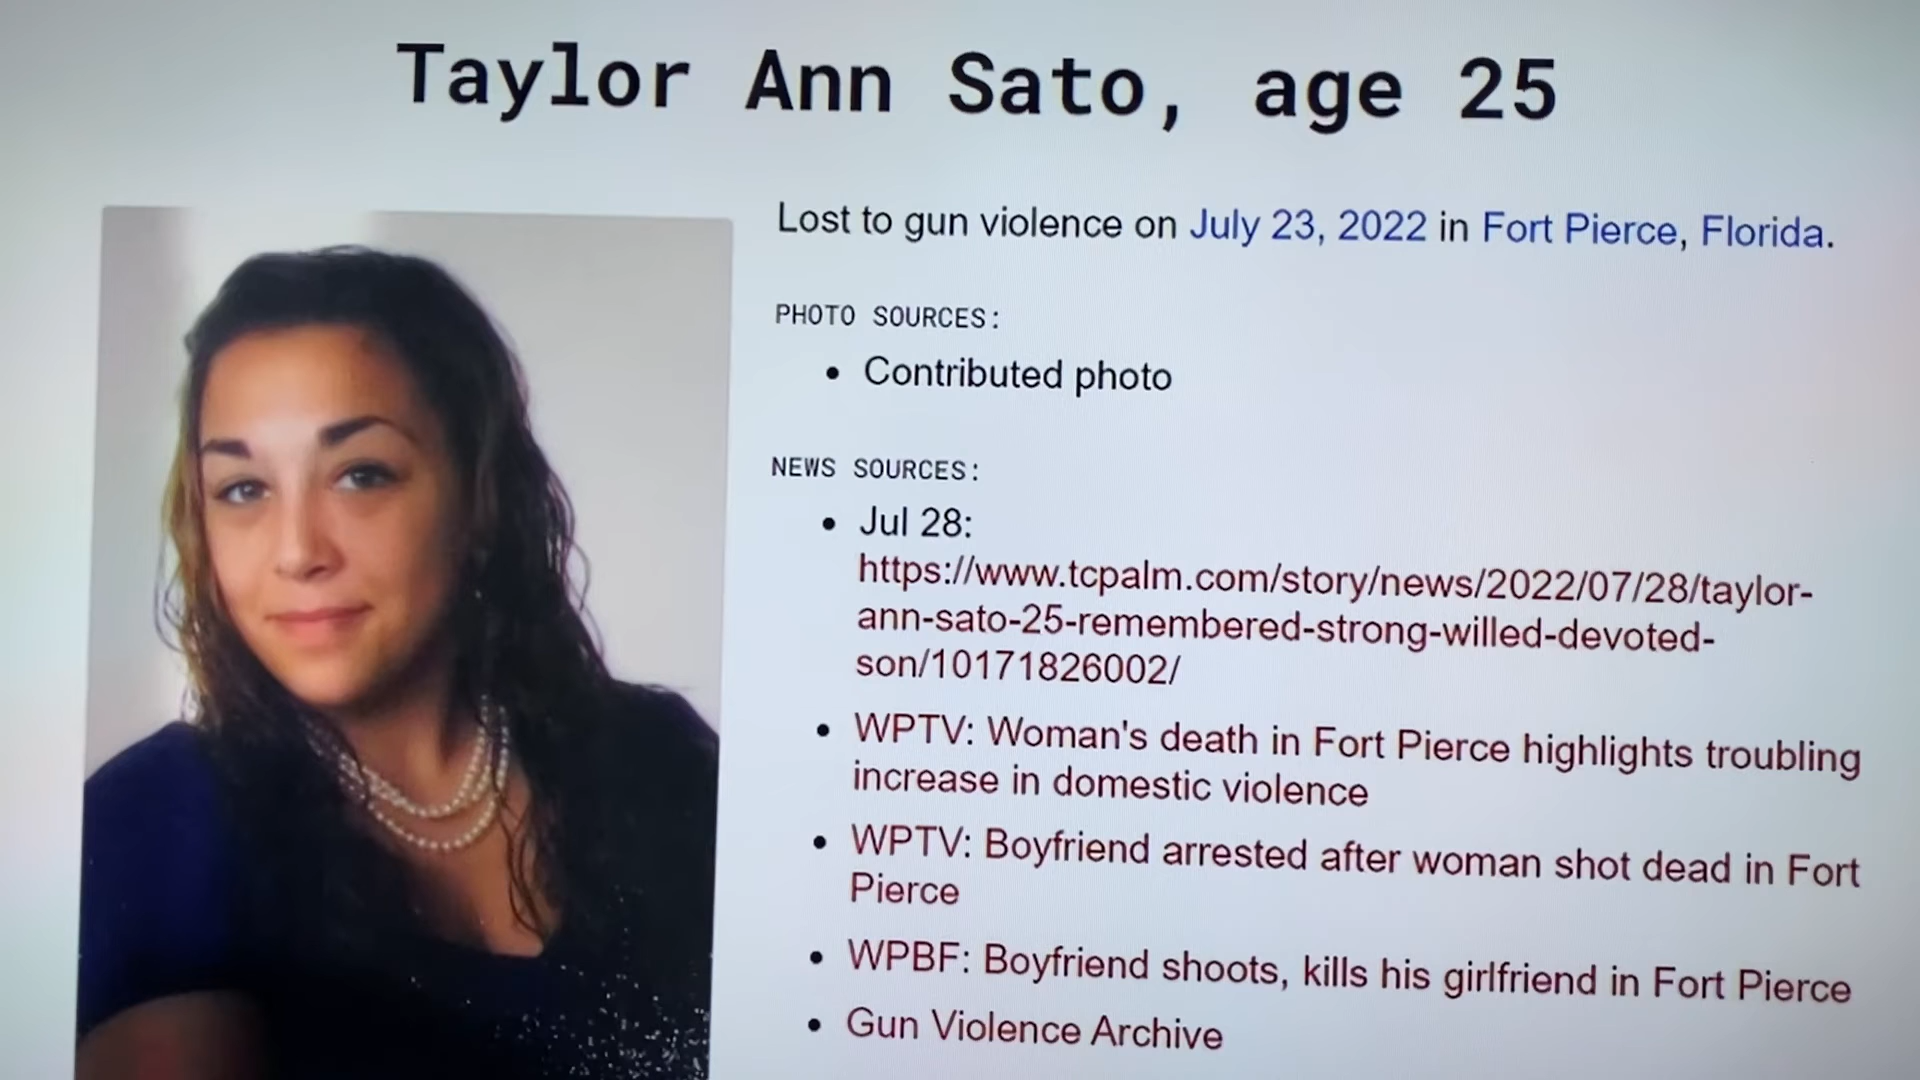 Taylor Ann Sato, age 25
Lost to gun violence on July 23, 2022 in Fort Pierce, Florida.
PHOTO SOURCES:
• Contributed photo
NEWS SOURCES:
• Jul 28:
https://www.tcpalm.com/story/news/2022/07/28/taylor-
ann-sato-25-remembered-strong-willed-devoted-
son/10171826002/
• WPTV: Woman's death in Fort Pierce highlights troubling
increase in domestic violence
• WPTV: Boyfriend arrested after woman shot dead in Fort
Pierce
• WPBF: Boyfriend shoots, kills his girlfriend in Fort Pierce
• Gun Violence Archive